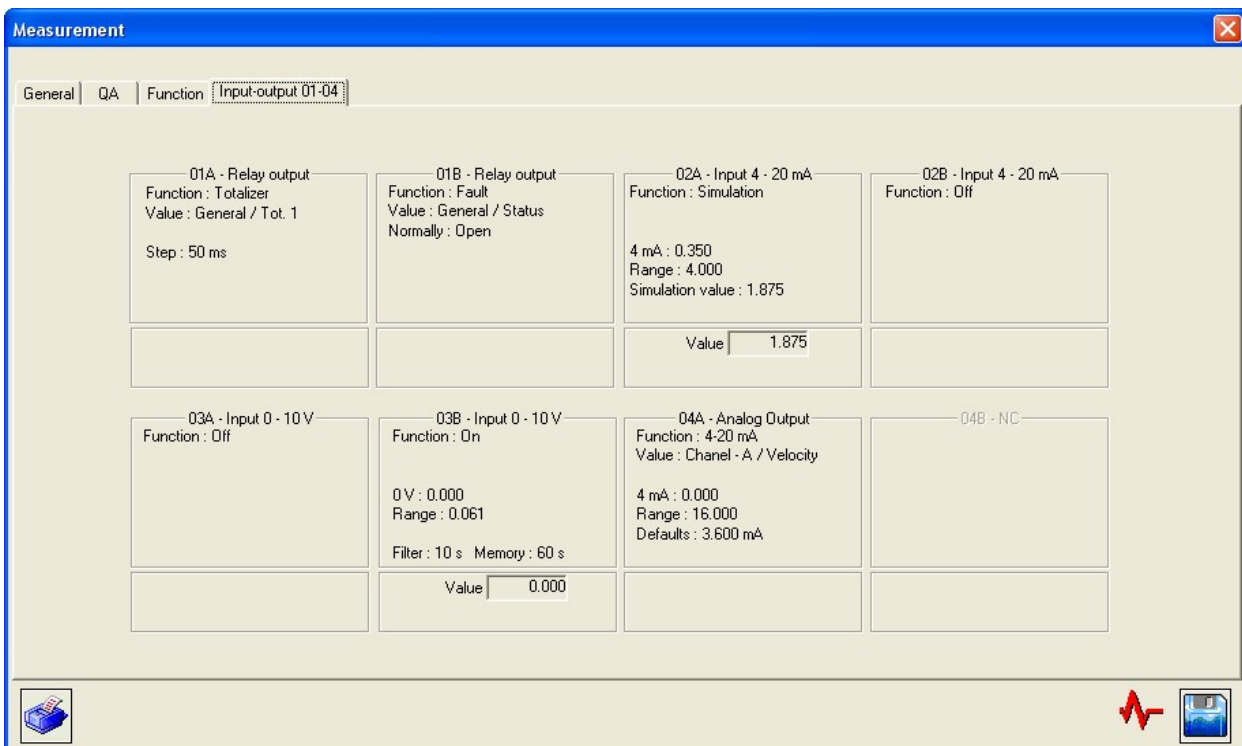 Measurement
General
QA
Function
Input-output 01-04
01A - Relay output
Function : Totalizer
Value : General / Tot. 1
Step : 50 ms
01B - Relay output
Function : Fault
Value : General / Status
Normally : Open
02A - Input 4 - 20 mA
Function : Simulation
4 mA : 0.350
Range : 4.000
Simulation value : 1.875
Value 1.875
02B - Input 4 - 20 mA
Function : Off
03A - Input 0 - 10 V
Function : Off
03B - Input 0 - 10 V
Function : On
0 V : 0.000
Range : 0.061
Filter : 10 s Memory : 60 s
Value 0.000
04A - Analog Output
Function : 4-20 mA
Value : Chanel - A / Velocity
4 mA : 0.000
Range : 16.000
Defaults : 3.600 mA
04B - NC